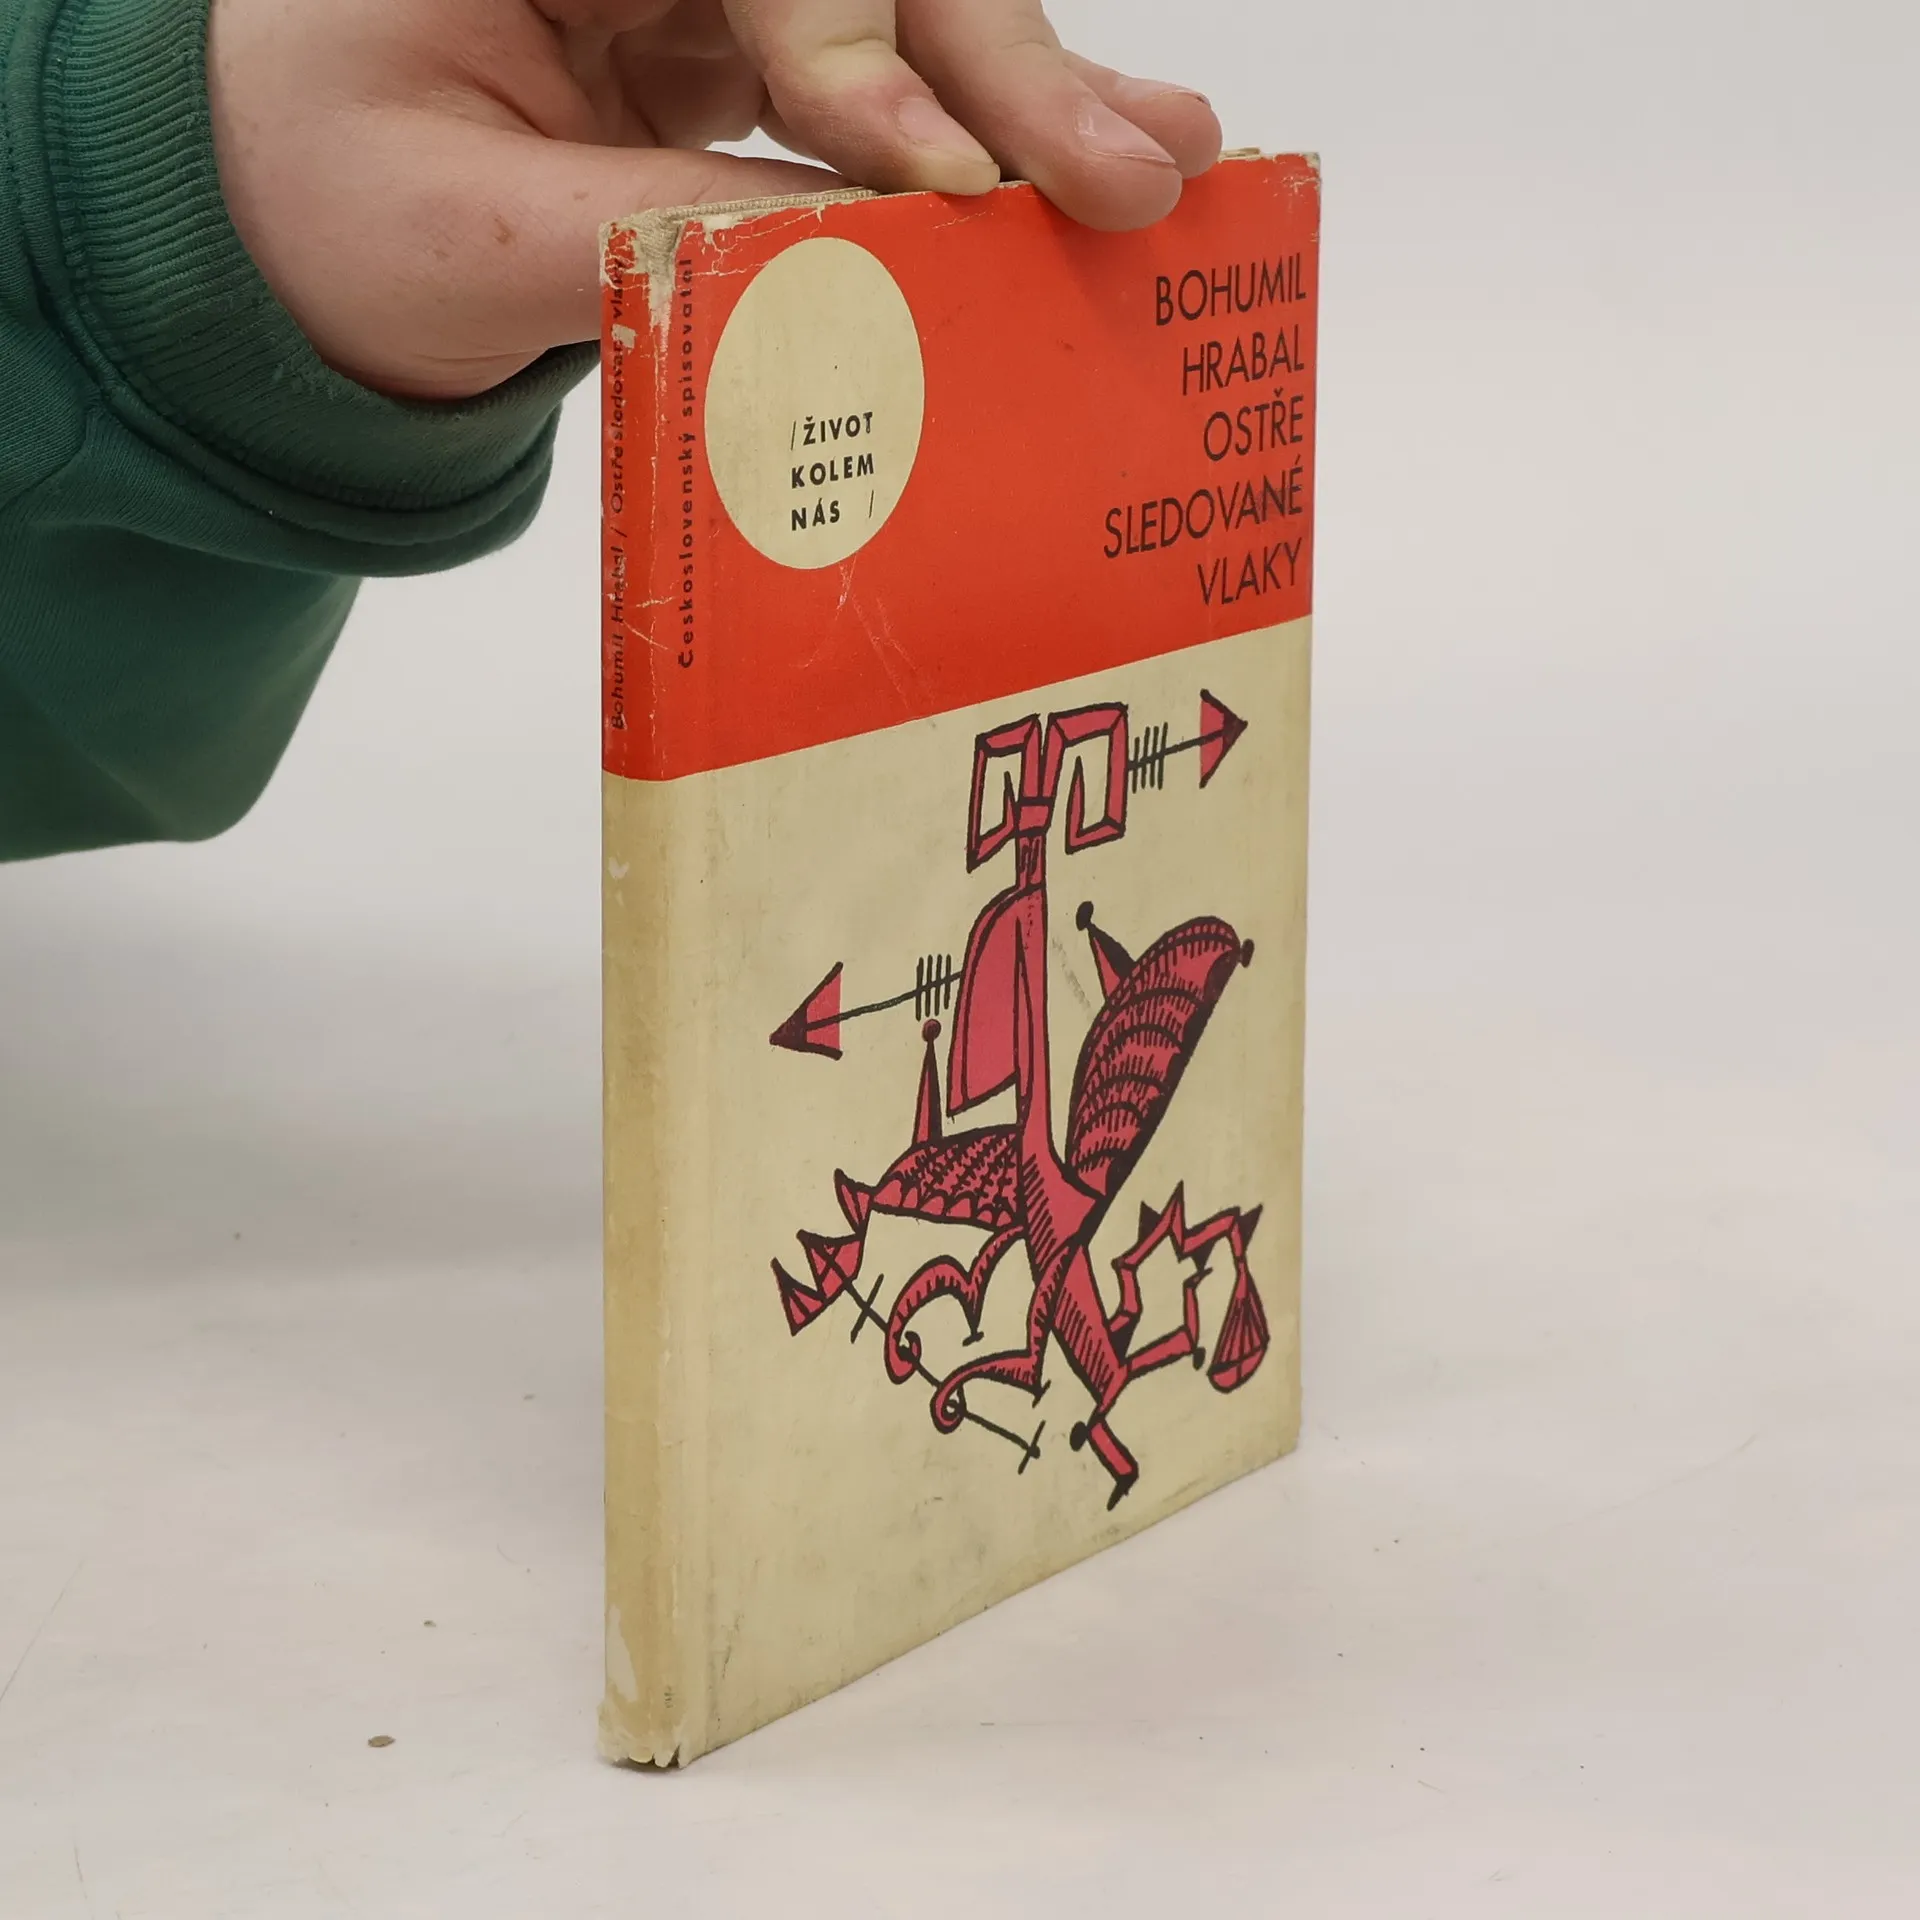 Bohumil Hrabal / Ostře sledované vlaky
Československý spisovatel
/ŽIVOT
KOLEM
NÁS /
BOHUMIL
HRABAL
OSTŘE
SLEDOVANÉ
VLAKY